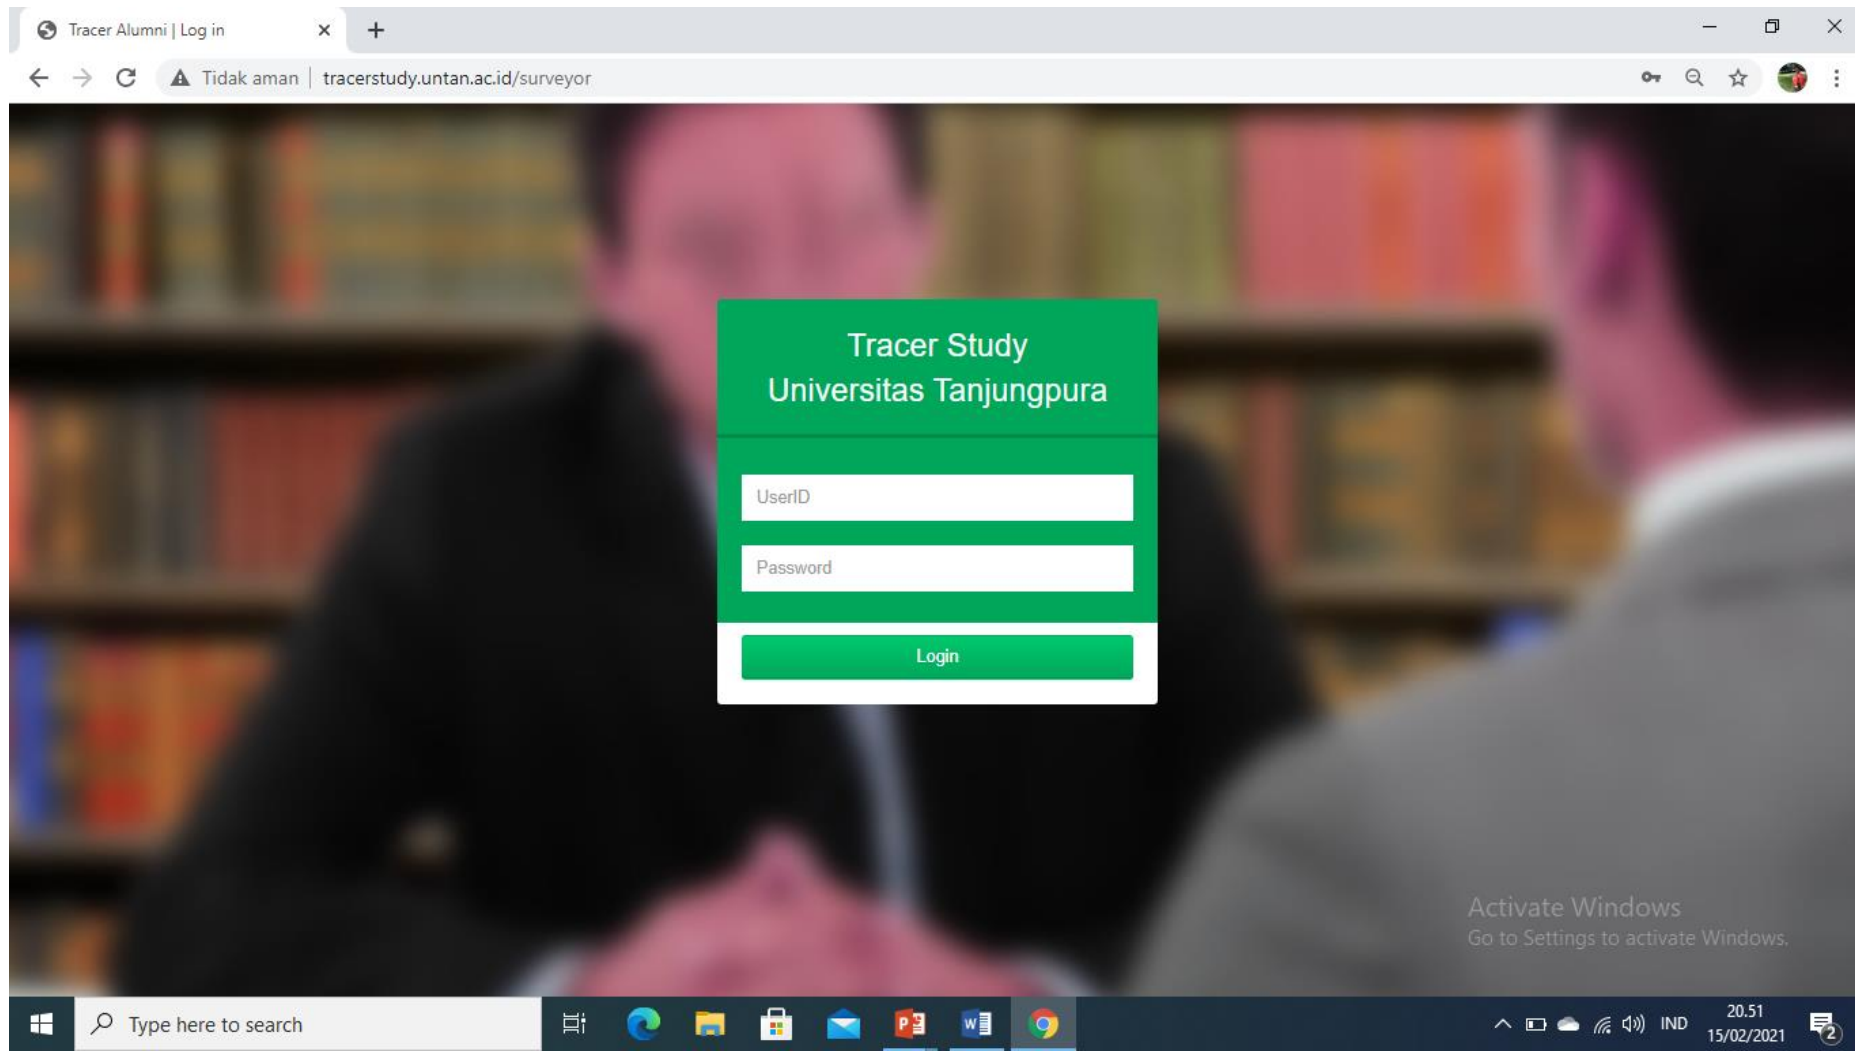 Tracer Alumni | Log in
Tidak aman | tracerstudy.untan.ac.id/surveyor
Tracer Study
Universitas Tanjungpura
UserID
Password
Login
Activate Windows
Go to Settings to activate Windows.
Type here to search
IND
20.51
15/02/2021
2